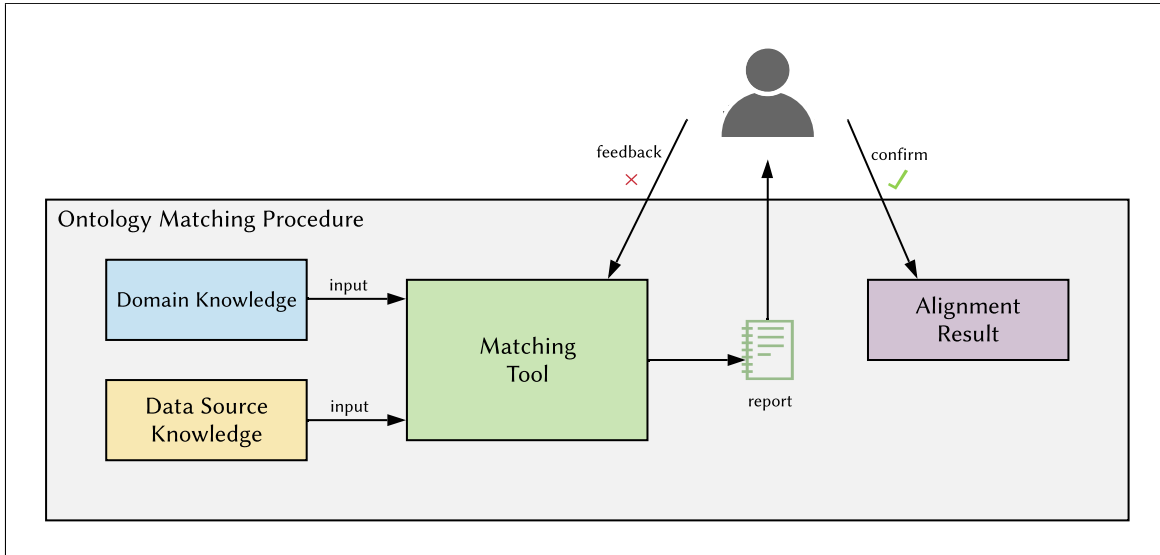 feedback
confirm
Ontology Matching Procedure
Domain Knowledge
input
Matching
Tool
Alignment
Result
Data Source
Knowledge
input
report